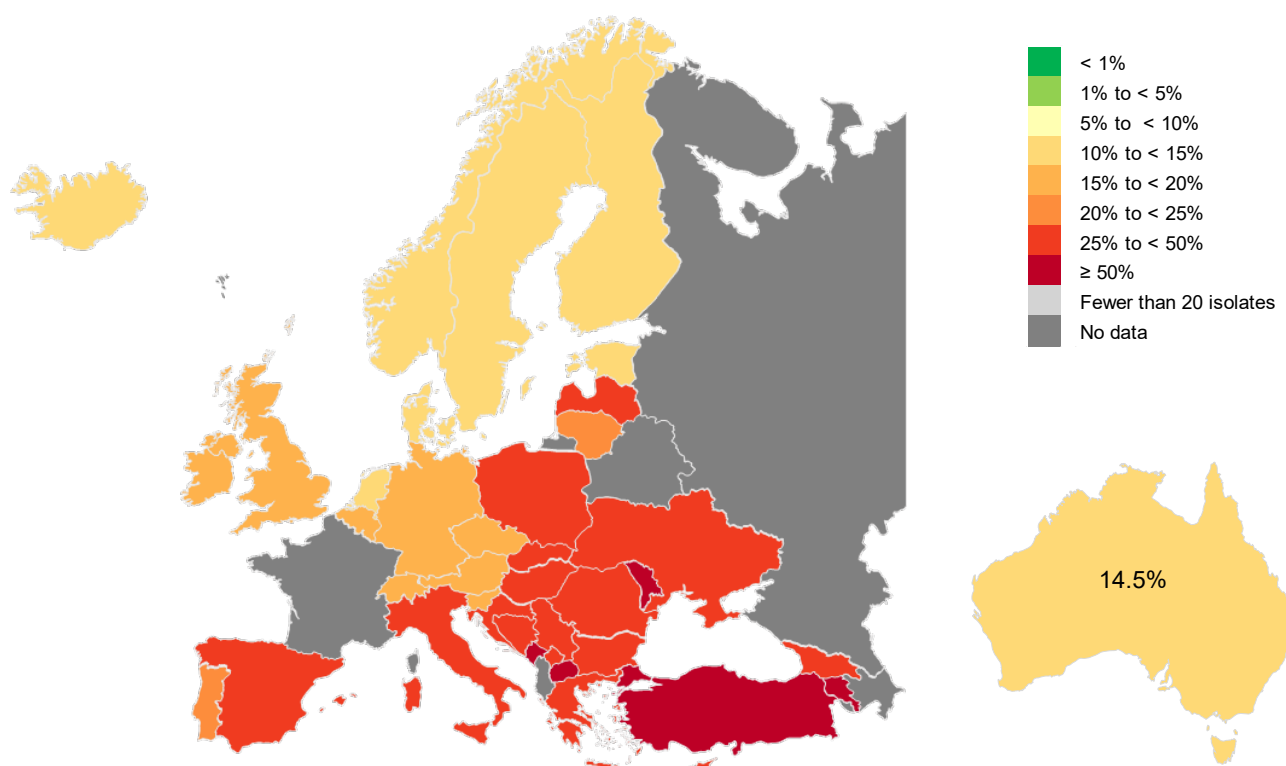 < 1%
1% to < 5%
5% to < 10%
10% to < 15%
15% to < 20%
20% to < 25%
25% to < 50%
≥ 50%
Fewer than 20 isolates
No data
14.5%